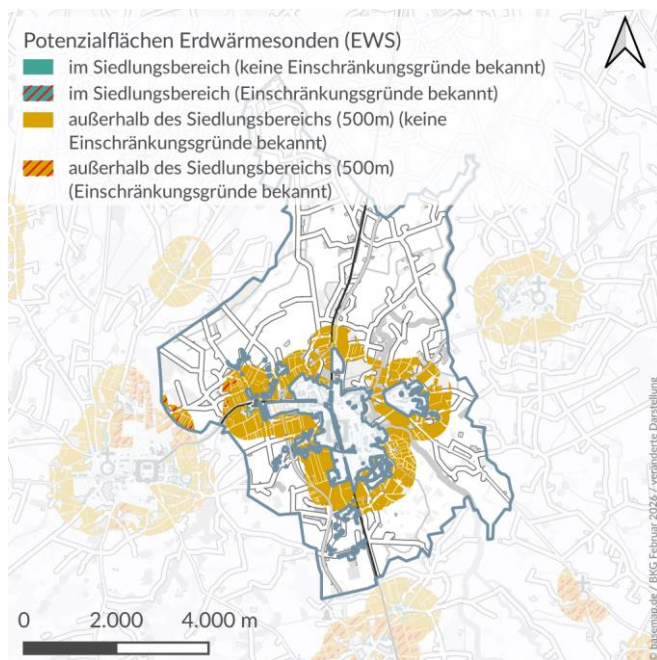 Potenzialflächen Erdwärmesonden (EWS)
im Siedlungsbereich (keine Einschränkungsgründe bekannt)
im Siedlungsbereich (Einschränkungsgründe bekannt)
außerhalb des Siedlungsbereichs (500m) (keine
Einschränkungsgründe bekannt)
außerhalb des Siedlungsbereichs (500m)
(Einschränkungsgründe bekannt)
0 2.000 4.000 m
© basemap.de / BKG Februar 2026 / veränderte Darstellung